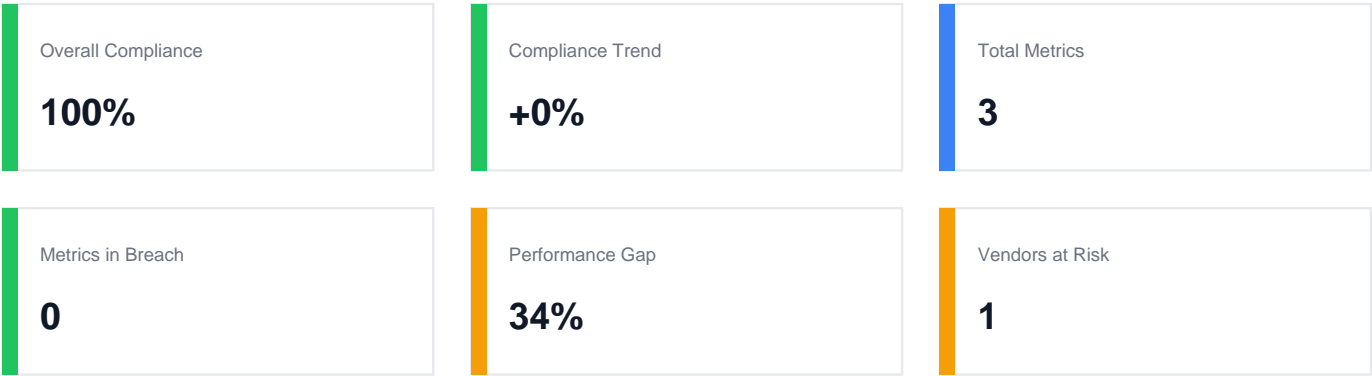 Overall Compliance
100%
Compliance Trend
+0%
Total Metrics
3
Metrics in Breach
0
Performance Gap
34%
Vendors at Risk
1